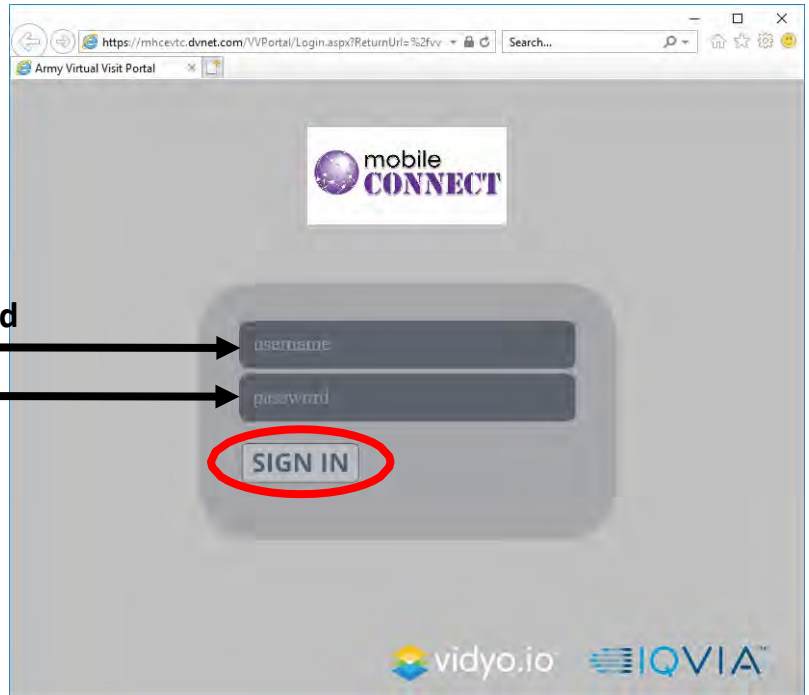 https://mhcevtc.dvnet.com/VVPortal/Login.aspx?ReturnUrl=%2fvv
Search...
Army Virtual Visit Portal
mobile
CONNECT
d
username
password
SIGN IN
vidyo.io
IQVIA